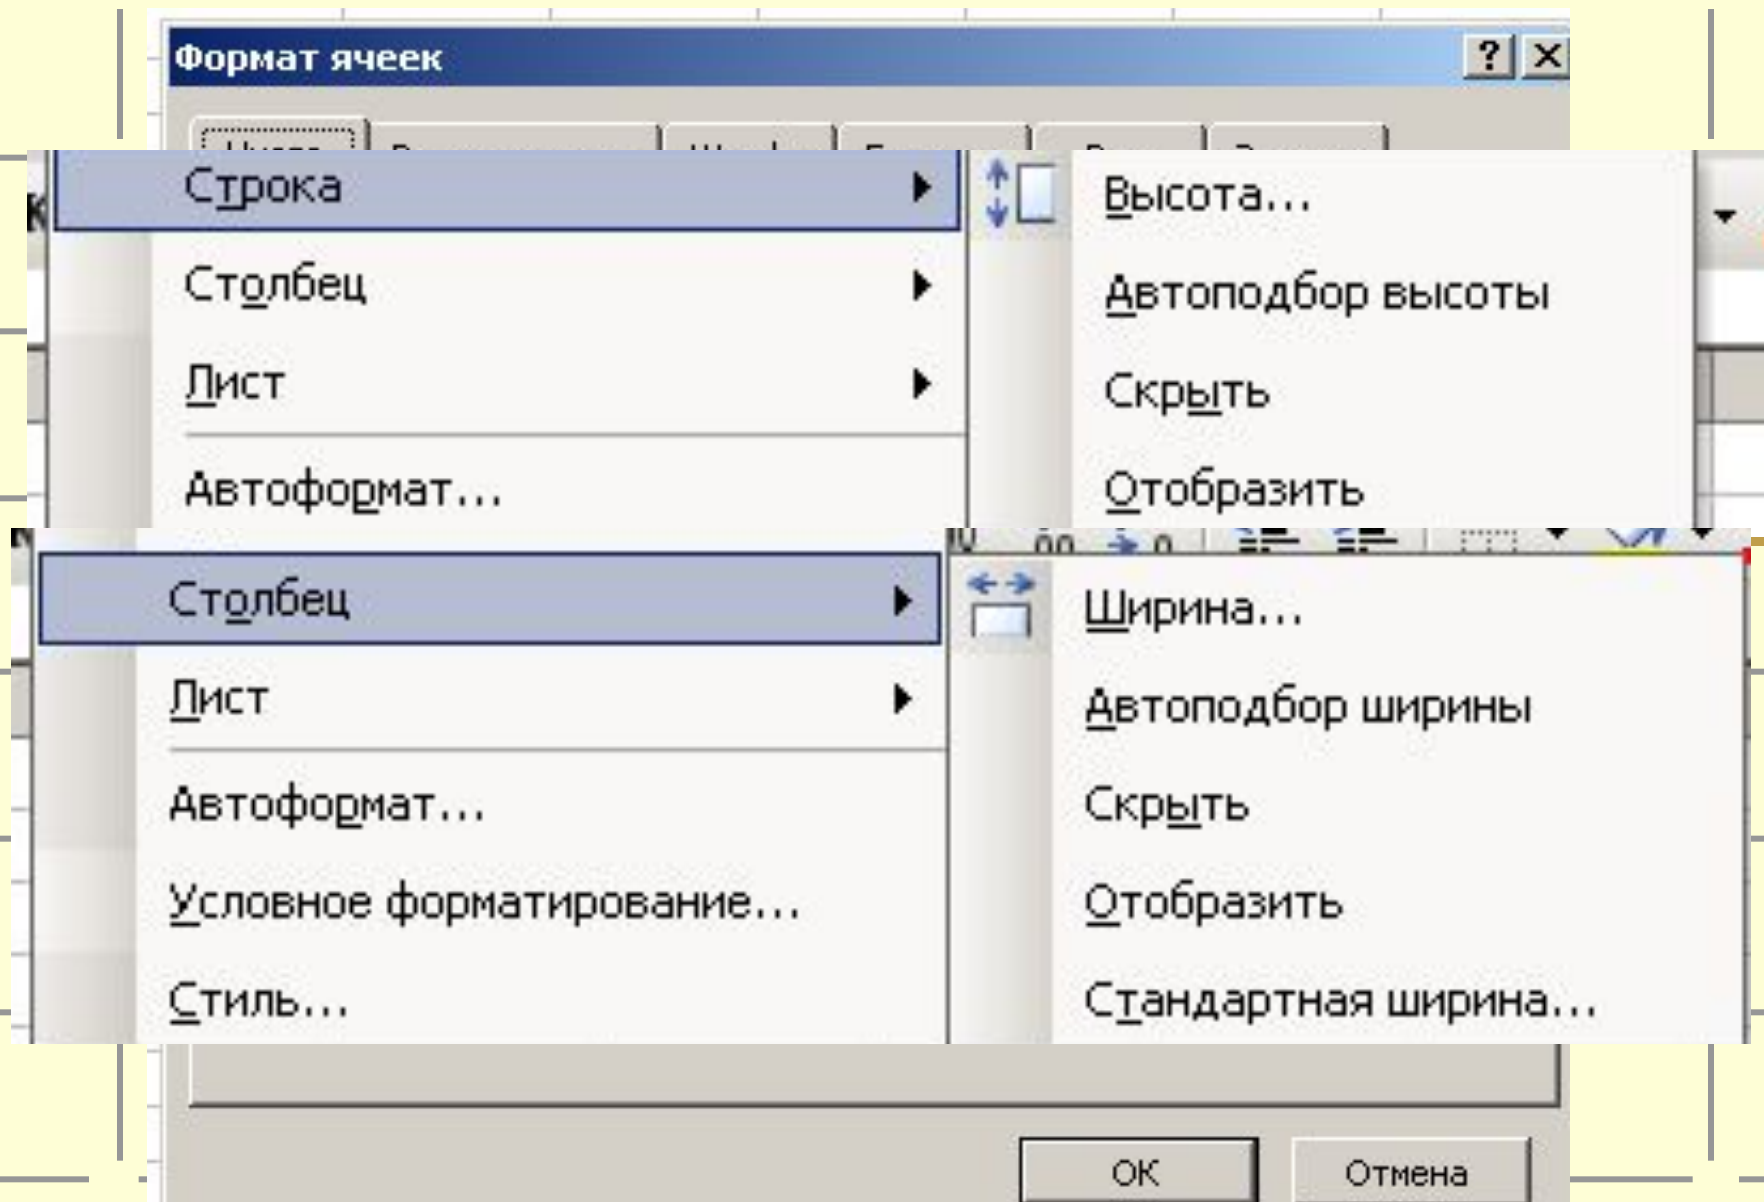 Формат ячеек
Строка
Высота...
Столбец
Автоподбор высоты
Лист
Скрыть
Автоформат...
Отобразить
Столбец
Ширина...
Лист
Автоподбор ширины
Автоформат...
Скрыть
Условное форматирование...
Отобразить
Стиль...
Стандартная ширина...
ОК
Отмена